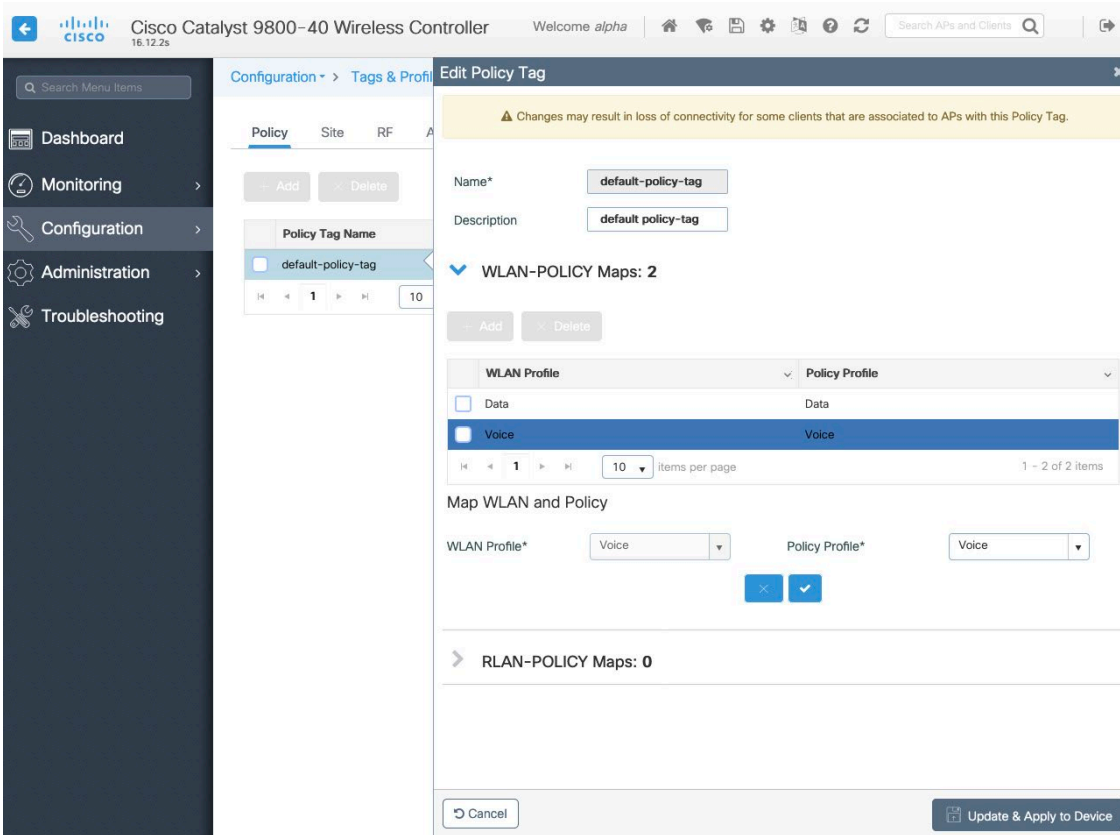 CISCO
Cisco Catalyst 9800-40 Wireless Controller
16.12.2s
Welcome alpha
Search APs and Clients
Search Menu Items
Dashboard
Monitoring
Configuration
Administration
Troubleshooting
Configuration > Tags & Profil
Policy Site RF A
+ Add × Delete
Policy Tag Name
default-policy-tag
1 10
Edit Policy Tag
Changes may result in loss of connectivity for some clients that are associated to APs with this Policy Tag.
Name* default-policy-tag
Description default policy-tag
WLAN-POLICY Maps: 2
+ Add × Delete
WLAN Profile Policy Profile
Data Data
Voice Voice
1 10 items per page 1 - 2 of 2 items
Map WLAN and Policy
WLAN Profile* Voice Policy Profile* Voice
RLAN-POLICY Maps: 0
Cancel Update & Apply to Device